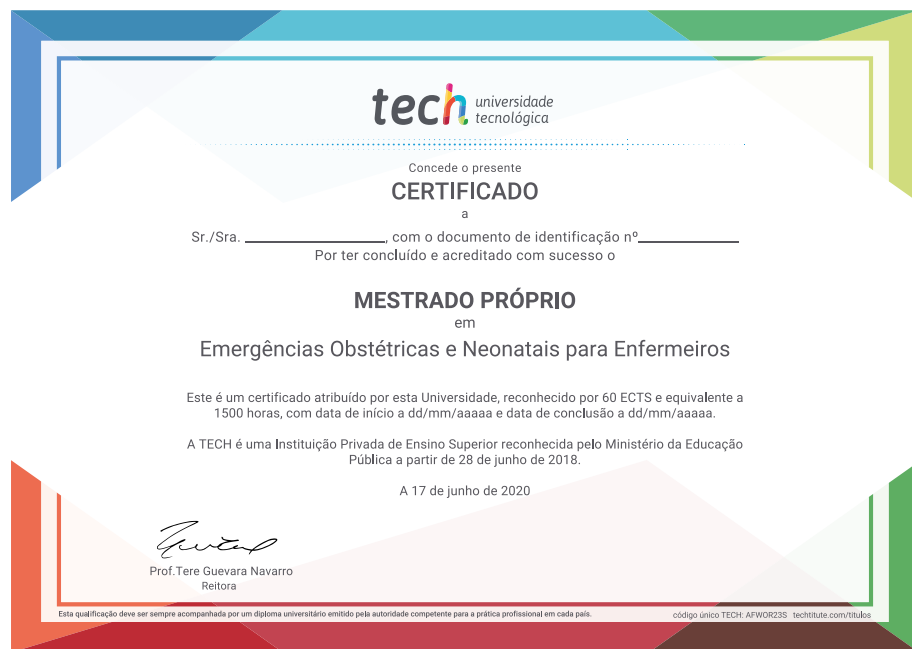 tech universidade
tecnológica
Concede o presente
CERTIFICADO
a
Sr./Sra. ____________________, com o documento de identificação nº______________
Por ter concluído e acreditado com sucesso o
MESTRADO PRÓPRIO
em
Emergências Obstétricas e Neonatais para Enfermeiros
Este é um certificado atribuído por esta Universidade, reconhecido por 60 ECTS e equivalente a
1500 horas, com data de início a dd/mm/aaaaa e data de conclusão a dd/mm/aaaaa.
A TECH é uma Instituição Privada de Ensino Superior reconhecida pelo Ministério da Educação
Pública a partir de 28 de junho de 2018.
A 17 de junho de 2020
Prof.Tere Guevara Navarro
Reitora
Esta qualificação deve ser sempre acompanhada por um diploma universitário emitido pela autoridade competente para a prática profissional em cada país.
código único TECH: AFWOR23S techtitute.com/titulos